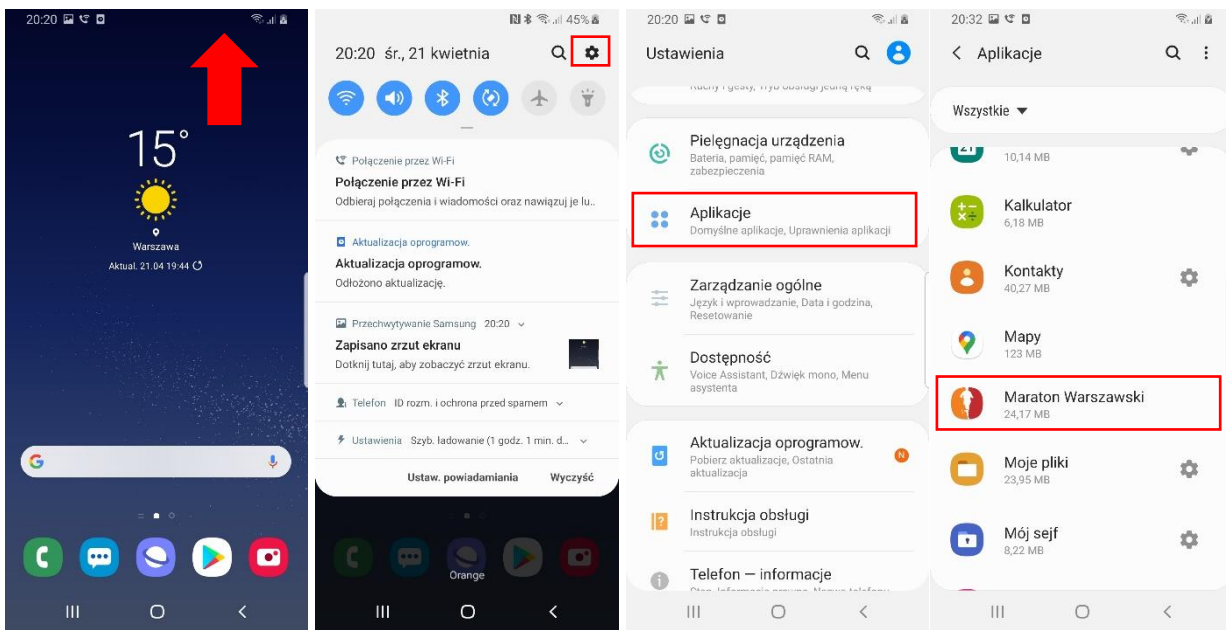 20:20
15°
Warszawa
Aktual. 21.04 19:44
G
45%
20:20 śr., 21 kwietnia
Połączenie przez Wi-Fi
Połączenie przez Wi-Fi
Odbieraj połączenia i wiadomości oraz nawiązuj je lu..
Aktualizacja oprogramow.
Aktualizacja oprogramow.
Odłożono aktualizację.
Przechwytywanie Samsung 20:20
Zapisano zrzut ekranu
Dotknij tutaj, aby zobaczyć zrzut ekranu.
Telefon ID rozm. i ochrona przed spamem
Ustawienia Szyb. ładowanie (1 godz. 1 min. d...
Ustaw. powiadamiania Wyczyść
Orange
20:20
Ustawienia
Ruchy i gesty, Tryb obsługi jedną ręką
Pielęgnacja urządzenia
Bateria, pamięć, pamięć RAM,
zabezpieczenia
Aplikacje
Domyślne aplikacje, Uprawnienia aplikacji
Zarządzanie ogólne
Język i wprowadzanie, Data i godzina,
Resetowanie
Dostępność
Voice Assistant, Dźwięk mono, Menu
asystenta
Aktualizacja oprogramow.
Pobierz aktualizacje, Ostatnia
aktualizacja
N
Instrukcja obsługi
Instrukcja obsługi
Telefon — informacje
20:32
Aplikacje
Wszystkie
21
10,14 MB
Kalkulator
6,18 MB
Kontakty
40,27 MB
Mapy
123 MB
Maraton Warszawski
24,17 MB
Moje pliki
23,95 MB
Mój sejf
8,22 MB